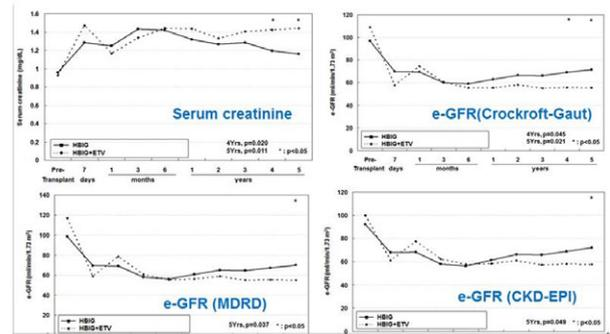 1.6
1.4
1.2
1
0.8
0.6
0.4
0.2
0
Serum creatinine (mg/dL)
* *
Serum creatinine
HBIG
HBIG+ETV
4Yrs, p=0.020
5Yrs, p=0.011 * : p<0.05
Pre-Transplant 7 days 1 3 6 months 1 2 3 4 5 years
120
100
80
60
40
20
0
e-GFR (ml/min/1.73 m²)
* *
e-GFR(Crockroft-Gaut)
HBIG
HBIG+ETV
4Yrs, p=0.045
5Yrs, p=0.021 * : p<0.05
Pre-Transplant 7 days 1 3 6 months 1 2 3 4 5 years
140
120
100
80
60
40
20
e-GFR (ml/min/1.73 m²)
*
e-GFR (MDRD)
HBIG
HBIG+ETV
5Yrs, p=0.037 * : p<0.05
120
100
80
60
40
20
e-GFR (ml/min/1.73 m²)
*
e-GFR (CKD-EPI)
HBIG
HBIG+ETV
5Yrs, p=0.049 * : p<0.05